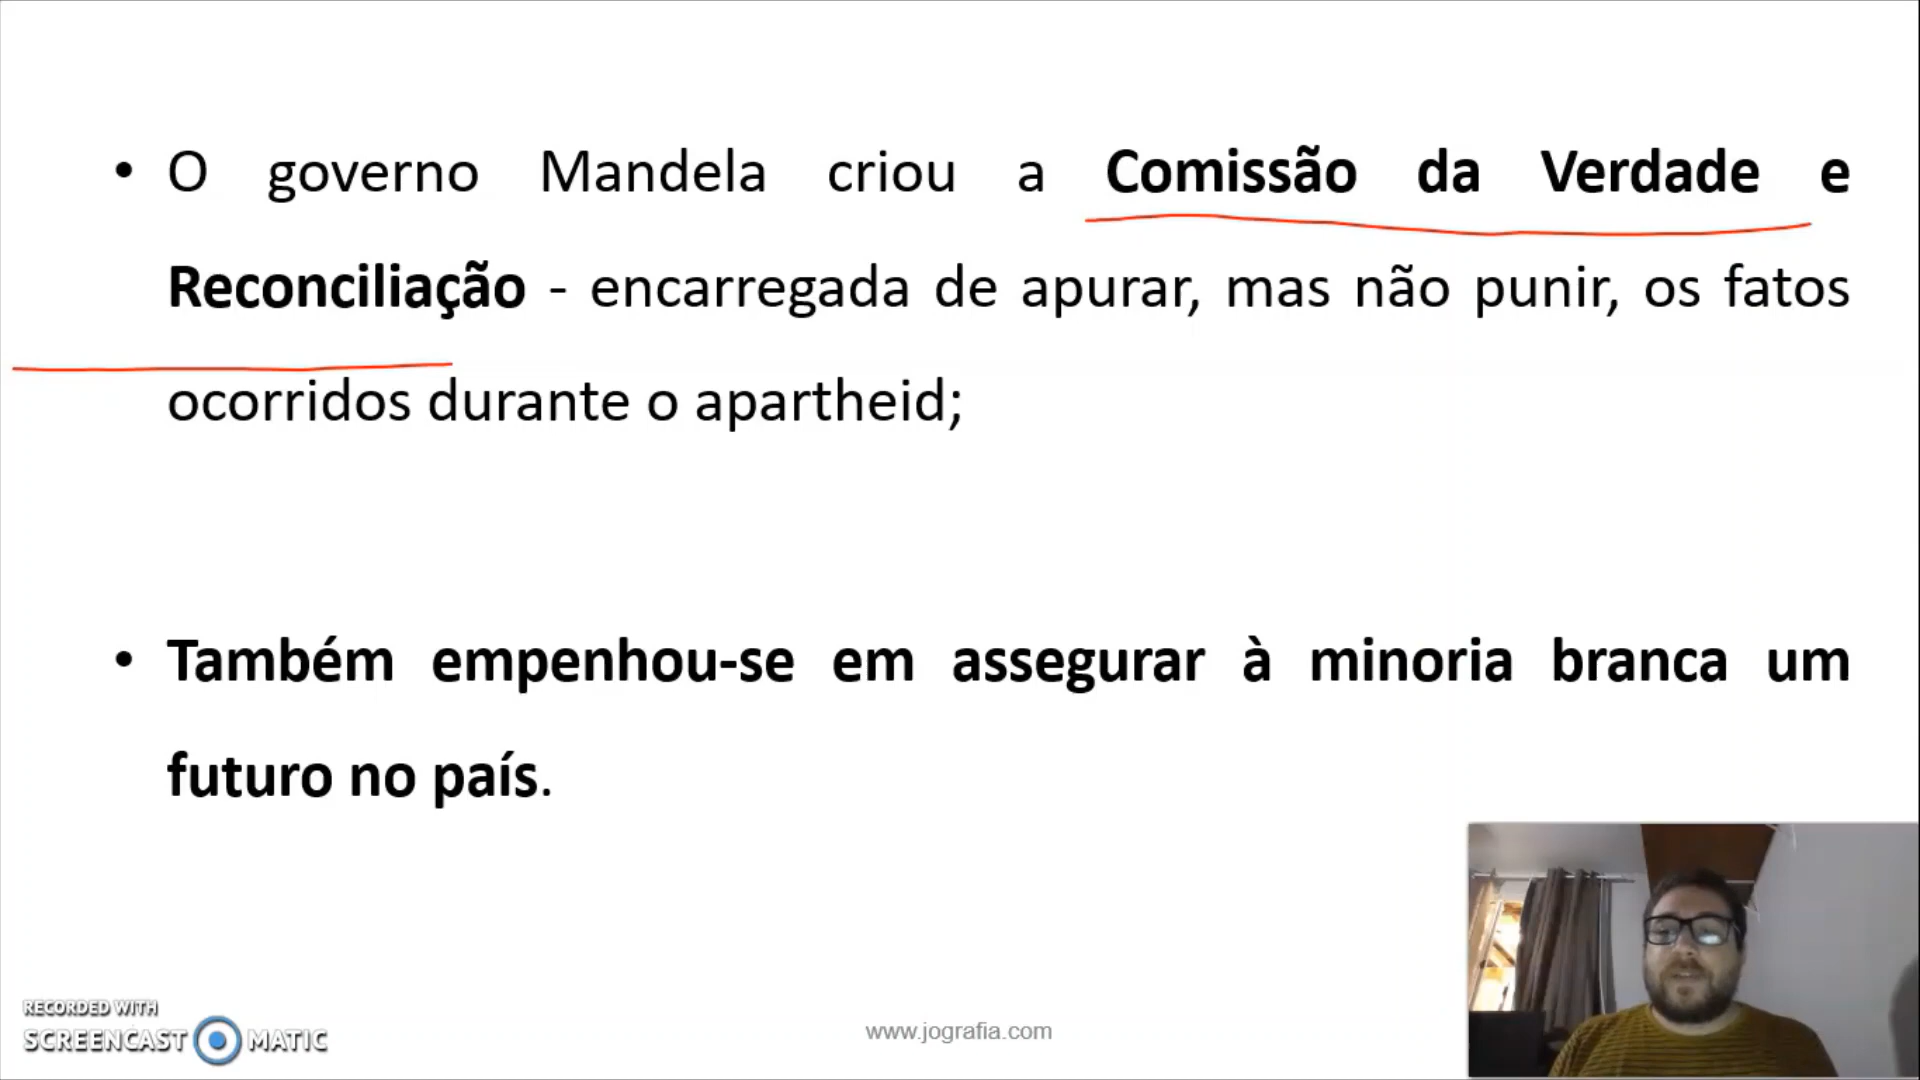 • O governo Mandela criou a Comissão da Verdade e
Reconciliação - encarregada de apurar, mas não punir, os fatos
ocorridos durante o apartheid;
• Também empenhou-se em assegurar à minoria branca um
futuro no país.
RECORDED WITH
SCREENCAST MATIC
www.jografia.com